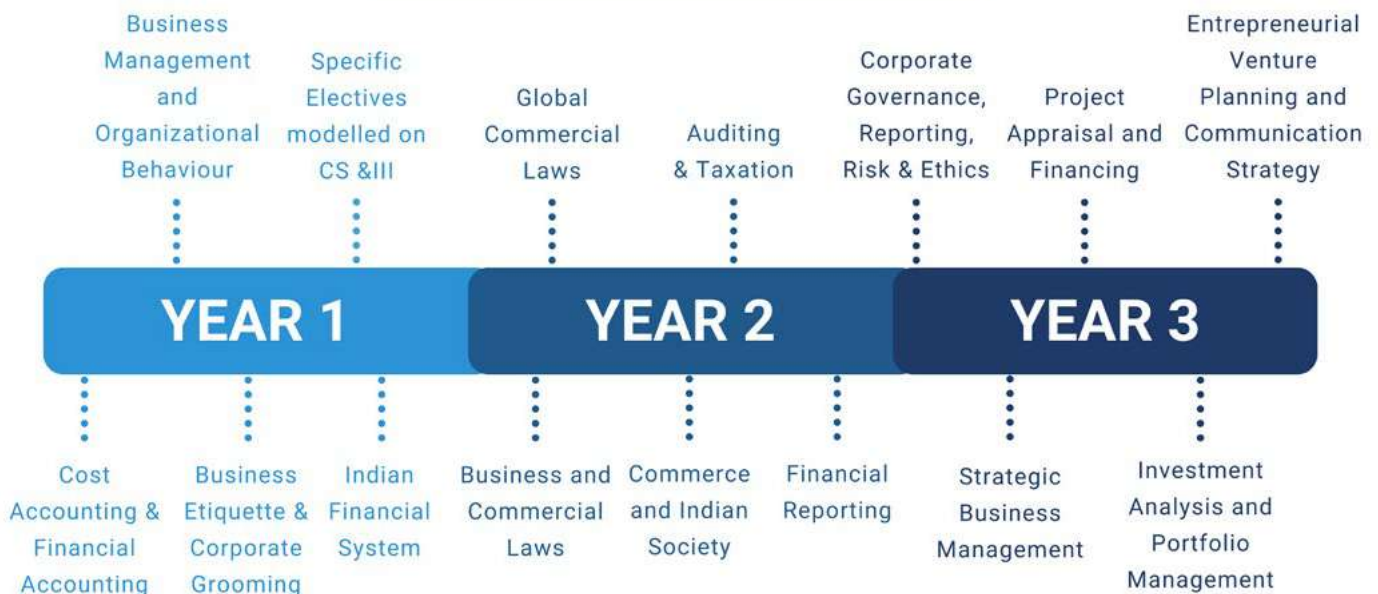 Business
Management
and
Organizational
Behaviour
Specific
Electives
modelled on
CS &III
Global
Commercial
Laws
Auditing
& Taxation
Corporate
Governance,
Reporting,
Risk & Ethics
Project
Appraisal and
Financing
Entrepreneurial
Venture
Planning and
Communication
Strategy
YEAR 1
YEAR 2
YEAR 3
Cost
Accounting &
Financial
Accounting
Business
Etiquette &
Corporate
Grooming
Indian
Financial
System
Business and
Commercial
Laws
Commerce
and Indian
Society
Financial
Reporting
Strategic
Business
Management
Investment
Analysis and
Portfolio
Management